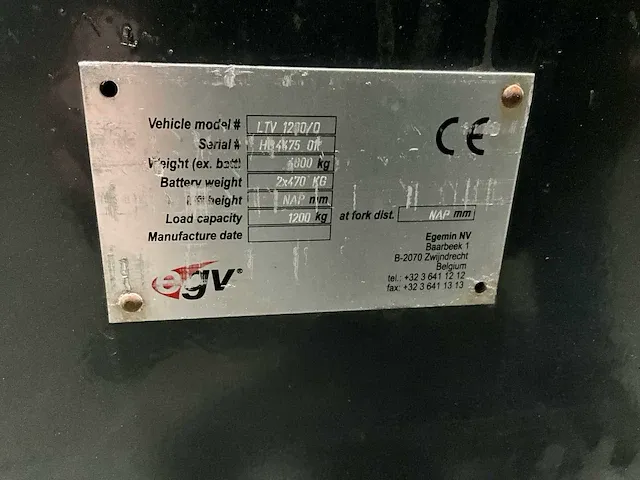 Vehicle model # LTV 1200/0
Serial #
Weight (ex. batt) 4000 kg
Battery weight 2x470 KG
height NAP mm
Load capacity 1200 kg at fork dist. NAP mm
Manufacture date
CE
Egemin NV
Baarbeek 1
B-2070 Zwijndrecht
Belgium
tel.: +32 3 641 12 12
fax: +32 3 641 13 13
egv®